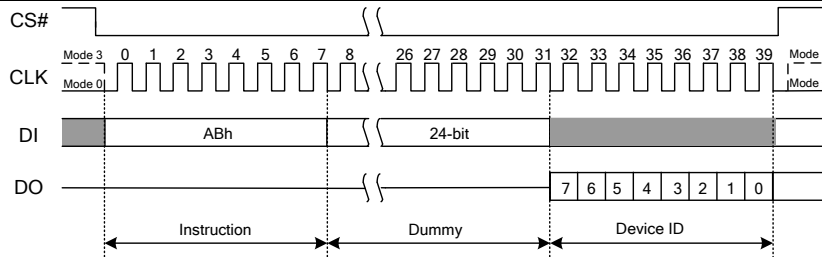 CS#
Mode 3 0 1 2 3 4 5 6 7 8 26 27 28 29 30 31 32 33 34 35 36 37 38 39 Mode
CLK
Mode 0 Mode
DI ABh 24-bit
DO 7 6 5 4 3 2 1 0
Instruction Dummy Device ID